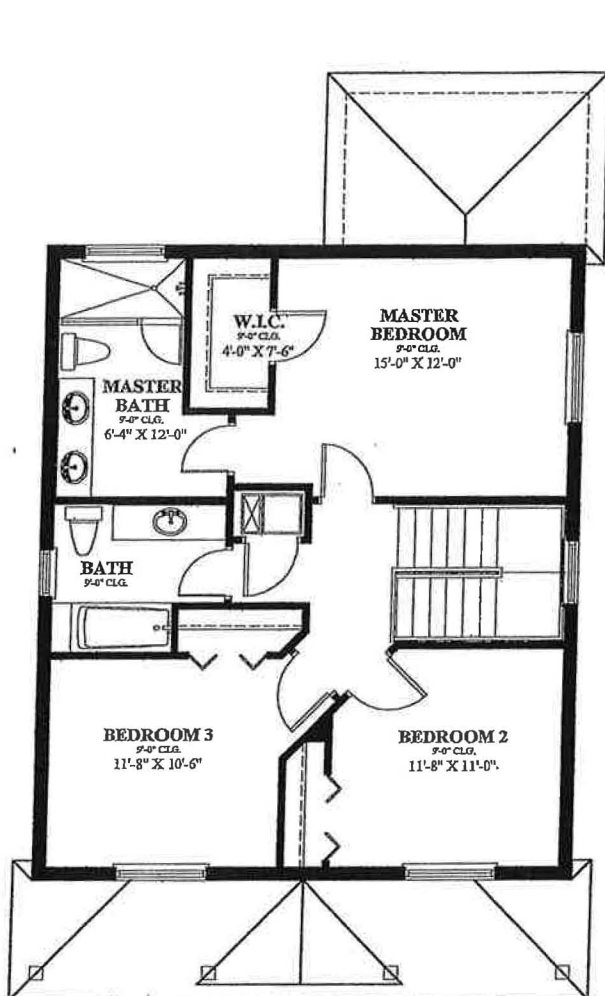 W.I.C.
9'-0" CLG.
4'-0" X 7'-6"
MASTER
BEDROOM
9'-0" CLG.
15'-0" X 12'-0"
MASTER
BATH
9'-0" CLG.
6'-4" X 12'-0"
BATH
9'-0" CLG.
BEDROOM 3
9'-0" CLG.
11'-8" X 10'-6"
BEDROOM 2
9'-0" CLG.
11'-8" X 11'-0"